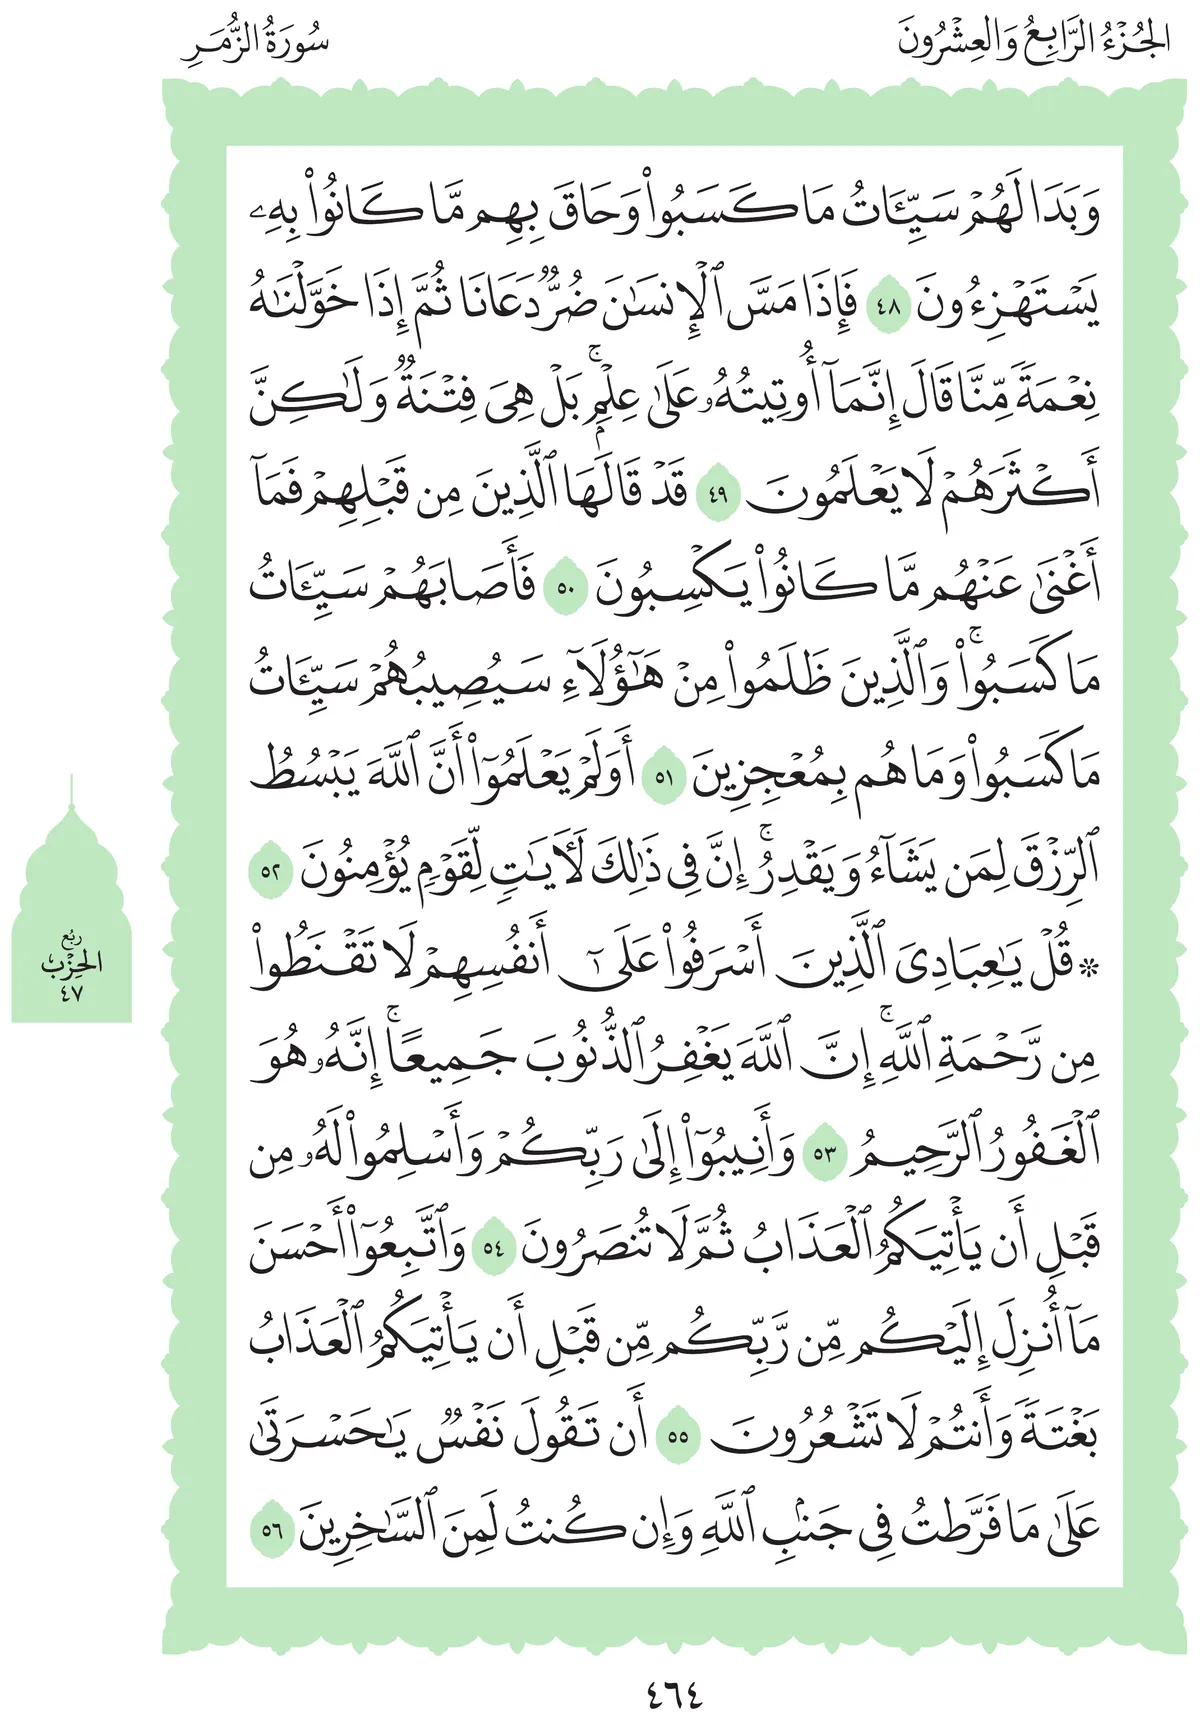 الجُزْءُ الرَّابِعُ وَالعِشْرُونَ
سُورَةُ الزُّمَرِ
وَبَدَا لَهُمْ سَيِّـَٔاتُ مَا كَسَبُوا۟ وَحَاقَ بِهِم مَّا كَانُوا۟ بِهِۦ
يَسْتَهْزِءُونَ ٤٨ فَإِذَا مَسَّ ٱلْإِنسَٰنَ ضُرٌّ دَعَانَا ثُمَّ إِذَا خَوَّلْنَٰهُ
نِعْمَةً مِّنَّا قَالَ إِنَّمَآ أُوتِيتُهُۥ عَلَىٰ عِلْمٍۭ ۚ بَلْ هِىَ فِتْنَةٌ وَلَٰكِنَّ
أَكْثَرَهُمْ لَا يَعْلَمُونَ ٤٩ قَدْ قَالَهَا ٱلَّذِينَ مِن قَبْلِهِمْ فَمَآ
أَغْنَىٰ عَنْهُم مَّا كَانُوا۟ يَكْسِبُونَ ٥٠ فَأَصَابَهُمْ سَيِّـَٔاتُ
مَا كَسَبُوا۟ ۚ وَٱلَّذِينَ ظَلَمُوا۟ مِنْ هَٰٓؤُلَآءِ سَيُصِيبُهُمْ سَيِّـَٔاتُ
مَا كَسَبُوا۟ وَمَا هُم بِمُعْجِزِينَ ٥١ أَوَلَمْ يَعْلَمُوٓا۟ أَنَّ ٱللَّهَ يَبْسُطُ
ٱلرِّزْقَ لِمَن يَشَآءُ وَيَقْدِرُ ۚ إِنَّ فِى ذَٰلِكَ لَـَٔايَٰتٍ لِّقَوْمٍ يُؤْمِنُونَ ٥٢
۞ قُلْ يَٰعِبَادِىَ ٱلَّذِينَ أَسْرَفُوا۟ عَلَىٰٓ أَنفُسِهِمْ لَا تَقْنَطُوا۟
مِن رَّحْمَةِ ٱللَّهِ ۚ إِنَّ ٱللَّهَ يَغْفِرُ ٱلذُّنُوبَ جَمِيعًا ۚ إِنَّهُۥ هُوَ
ٱلْغَفُورُ ٱلرَّحِيمُ ٥٣ وَأَنِيبُوٓا۟ إِلَىٰ رَبِّكُمْ وَأَسْلِمُوا۟ لَهُۥ مِن
قَبْلِ أَن يَأْتِيَكُمُ ٱلْعَذَابُ ثُمَّ لَا تُنصَرُونَ ٥٤ وَٱتَّبِعُوٓا۟ أَحْسَنَ
مَآ أُنزِلَ إِلَيْكُم مِّن رَّبِّكُم مِّن قَبْلِ أَن يَأْتِيَكُمُ ٱلْعَذَابُ
بَغْتَةً وَأَنتُمْ لَا تَشْعُرُونَ ٥٥ أَن تَقُولَ نَفْسٌ يَٰحَسْرَتَىٰ
عَلَىٰ مَا فَرَّطتُ فِى جَنۢبِ ٱللَّهِ وَإِن كُنتُ لَمِنَ ٱلسَّٰخِرِينَ ٥٦
رُبْع
الحِزْب
٤٧
٤٦٤